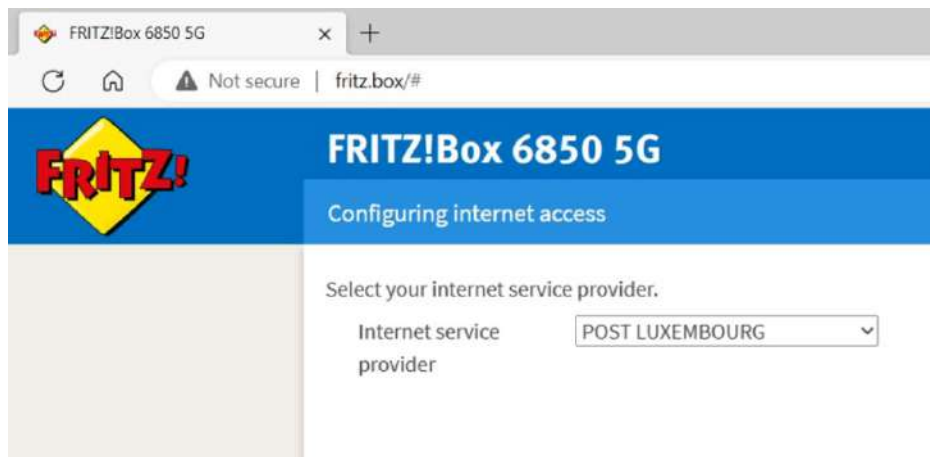 FRITZ!Box 6850 5G
Not secure | fritz.box/#
FRITZ!
FRITZ!Box 6850 5G
Configuring internet access
Select your internet service provider.
Internet service provider
POST LUXEMBOURG